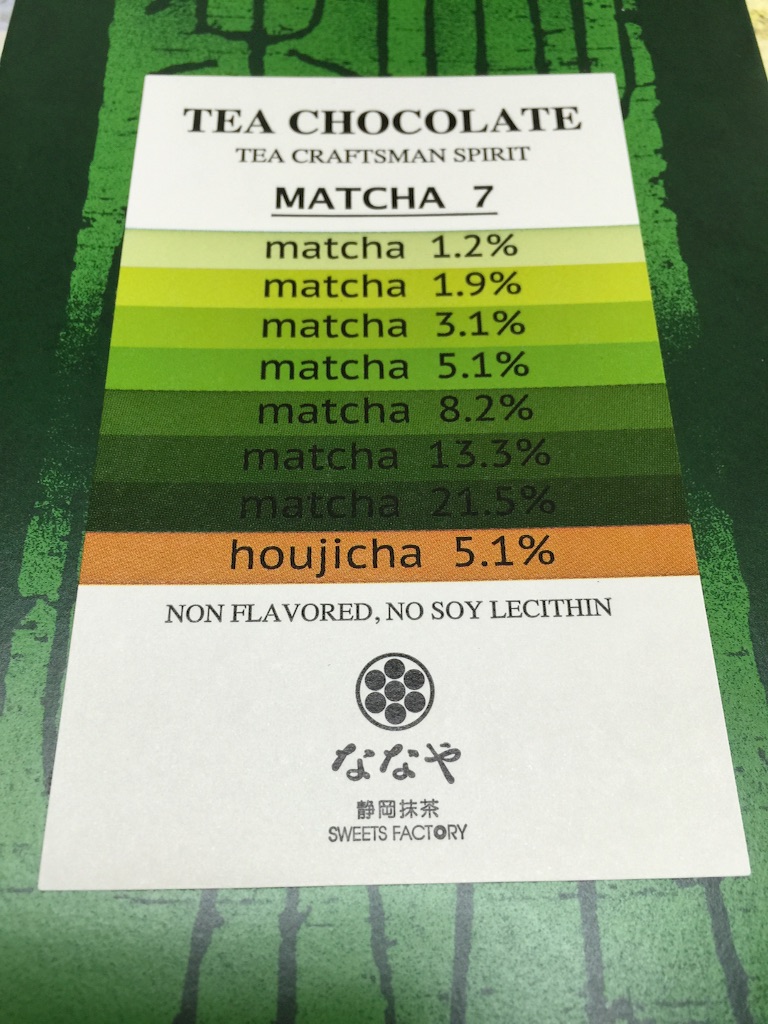 TEA CHOCOLATE
TEA CRAFTSMAN SPIRIT
MATCHA 7
matcha 1.2%
matcha 1.9%
matcha 3.1%
matcha 5.1%
matcha 8.2%
matcha 13.3%
matcha 21.5%
houjicha 5.1%
NON FLAVORED, NO SOY LECITHIN
ななや
静岡抹茶
SWEETS FACTORY